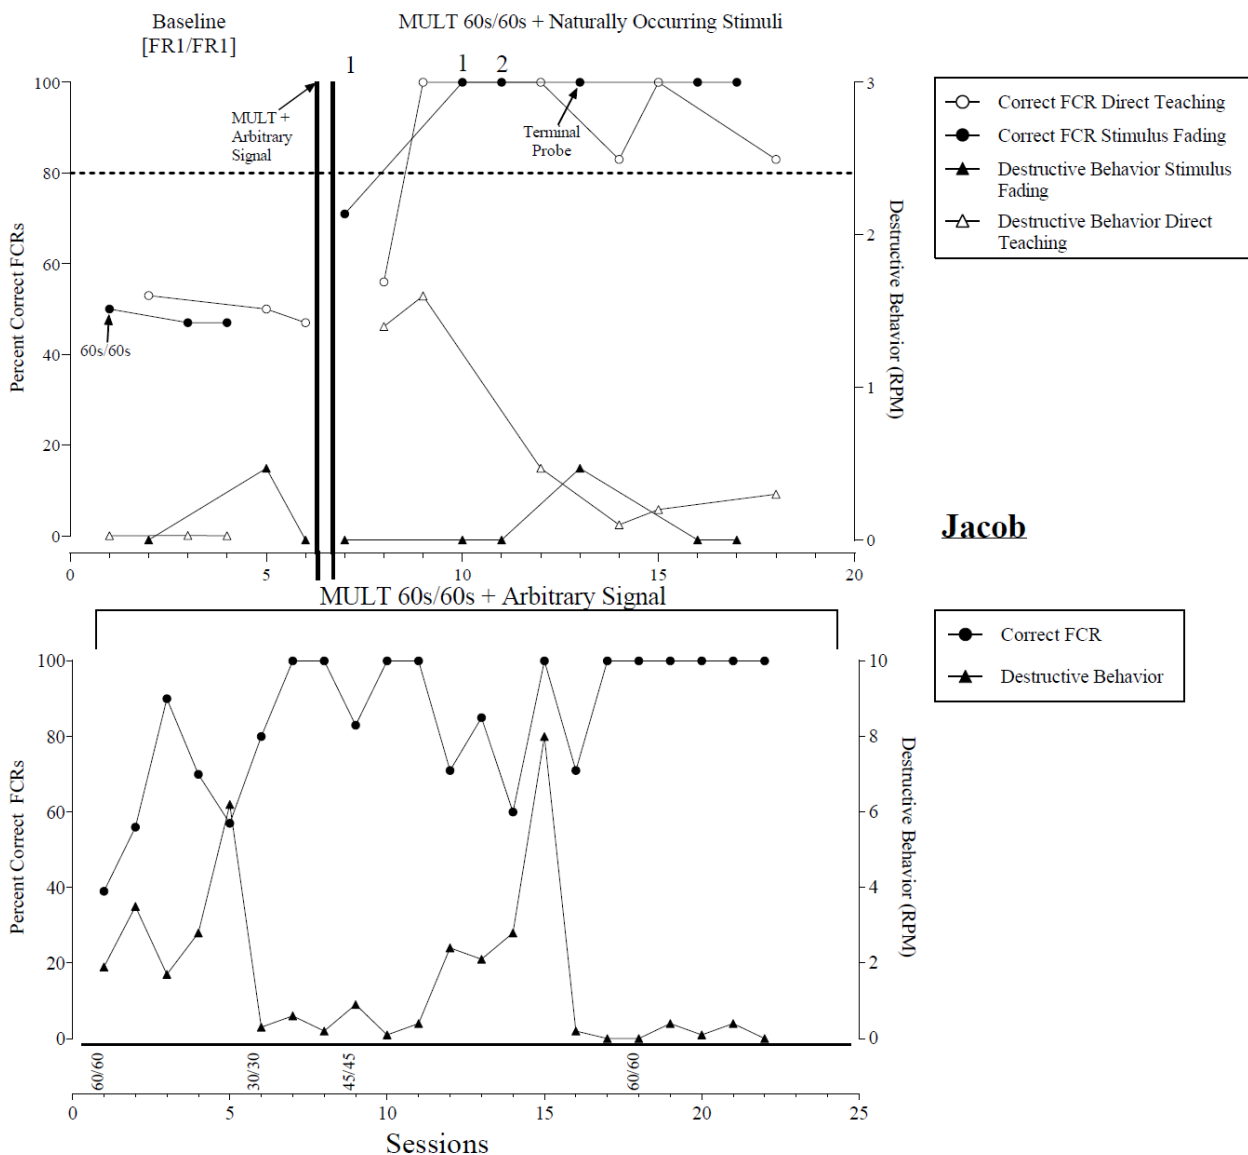 Baseline
[FR1/FR1]
MULT 60s/60s + Naturally Occurring Stimuli
1
1
2
100
80
60
40
20
0
Percent Correct FCRs
MULT +
Arbitrary
Signal
Terminal
Probe
60s/60s
3
2
1
0
Destructive Behavior (RPM)
0
5
10
15
20
Correct FCR Direct Teaching
Correct FCR Stimulus Fading
Destructive Behavior Stimulus
Fading
Destructive Behavior Direct
Teaching
Jacob
MULT 60s/60s + Arbitrary Signal
100
80
60
40
20
0
Percent Correct FCRs
10
8
6
4
2
0
Destructive Behavior (RPM)
Correct FCR
Destructive Behavior
60/60
30/30
45/45
60/60
0
5
10
15
20
25
Sessions